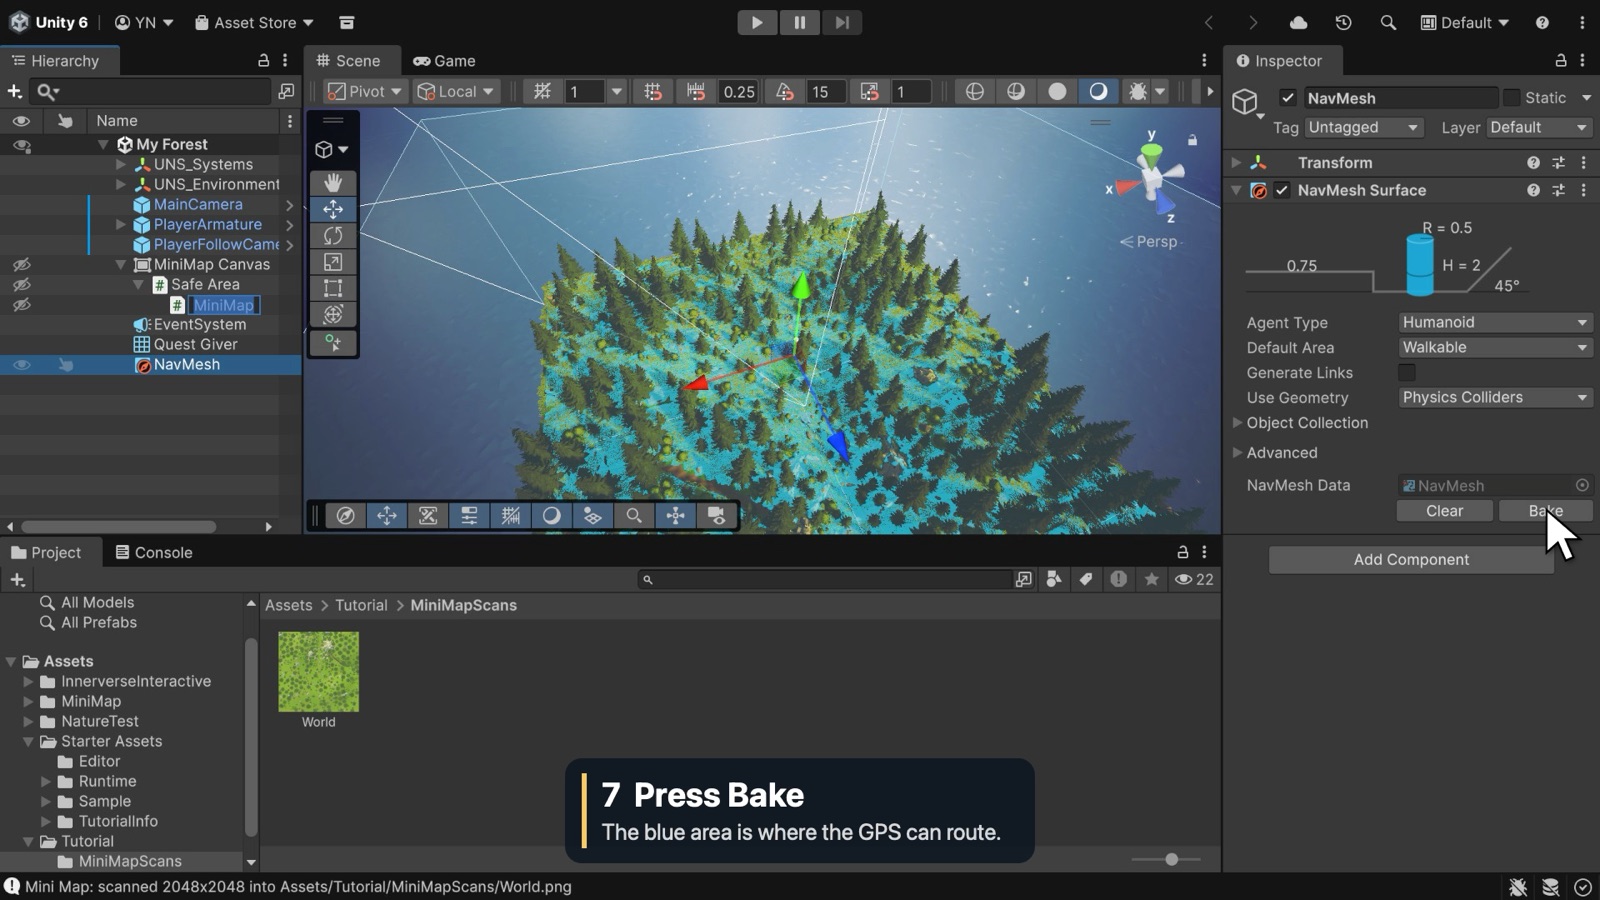 Unity 6
YN
Asset Store
Default
Hierarchy
Scene
Game
Inspector
Pivot
Local
1
0.25
15
1
Name
My Forest
UNS_Systems
UNS_Environment
MainCamera
PlayerArmature
PlayerFollowCame
MiniMap Canvas
Safe Area
MiniMap
EventSystem
Quest Giver
NavMesh
y
x
z
Persp
NavMesh
Static
Tag Untagged
Layer Default
Transform
NavMesh Surface
R = 0.5
0.75
H = 2
45°
Agent Type Humanoid
Default Area Walkable
Generate Links
Use Geometry Physics Colliders
Object Collection
Advanced
NavMesh Data NavMesh
Clear
Bake
Add Component
Project
Console
22
All Models
All Prefabs
Assets
InnerverseInteractive
MiniMap
NatureTest
Starter Assets
Editor
Runtime
Sample
TutorialInfo
Tutorial
MiniMapScans
Assets > Tutorial > MiniMapScans
World
7 Press Bake
The blue area is where the GPS can route.
Mini Map: scanned 2048x2048 into Assets/Tutorial/MiniMapScans/World.png